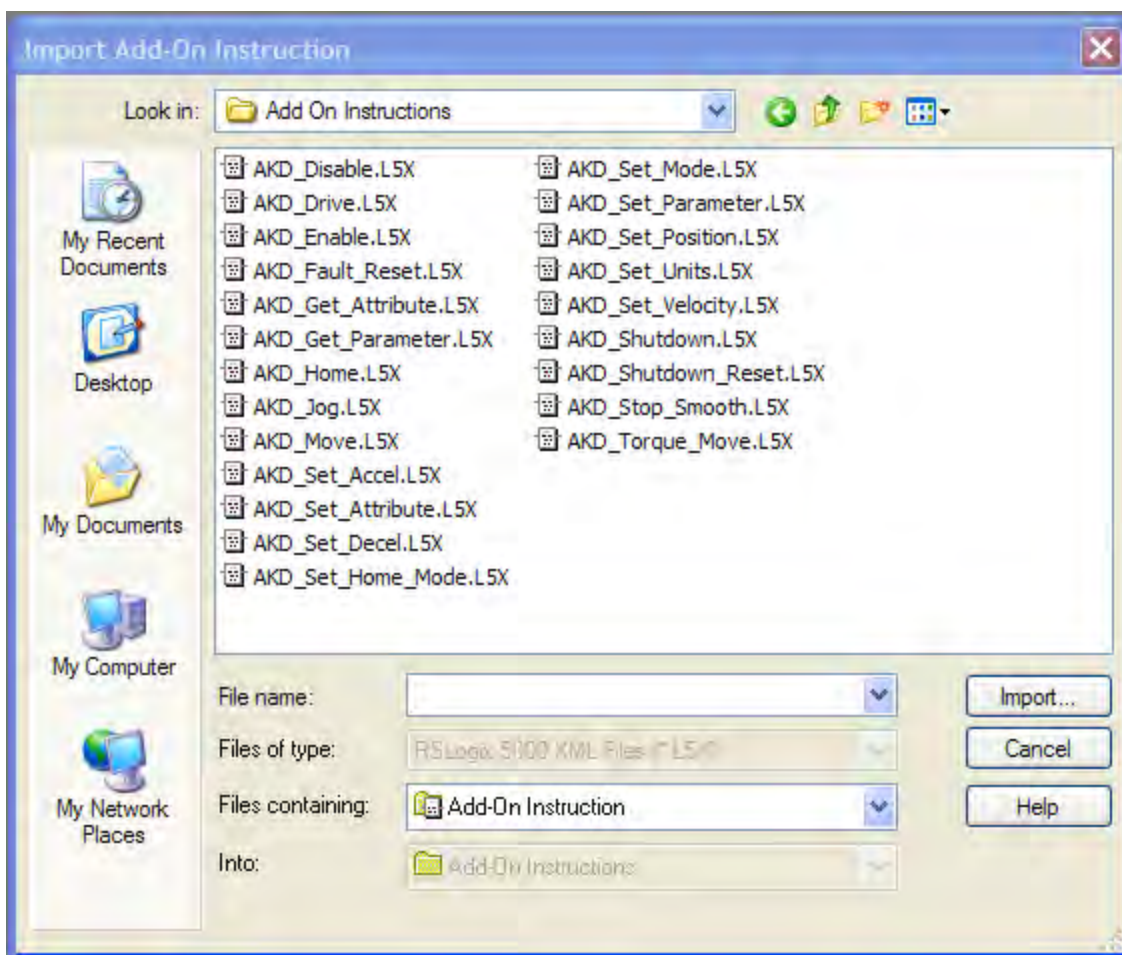 Import Add-On Instruction
Look in: Add On Instructions
My Recent
Documents
Desktop
My Documents
My Computer
My Network
Places
AKD_Disable.L5X
AKD_Drive.L5X
AKD_Enable.L5X
AKD_Fault_Reset.L5X
AKD_Get_Attribute.L5X
AKD_Get_Parameter.L5X
AKD_Home.L5X
AKD_Jog.L5X
AKD_Move.L5X
AKD_Set_Accel.L5X
AKD_Set_Attribute.L5X
AKD_Set_Decel.L5X
AKD_Set_Home_Mode.L5X
AKD_Set_Mode.L5X
AKD_Set_Parameter.L5X
AKD_Set_Position.L5X
AKD_Set_Units.L5X
AKD_Set_Velocity.L5X
AKD_Shutdown.L5X
AKD_Shutdown_Reset.L5X
AKD_Stop_Smooth.L5X
AKD_Torque_Move.L5X
File name:
Import...
Files of type: RSLogix 5000 XML Files
Cancel
Files containing: Add-On Instruction
Help
Into: Add-On Instructions